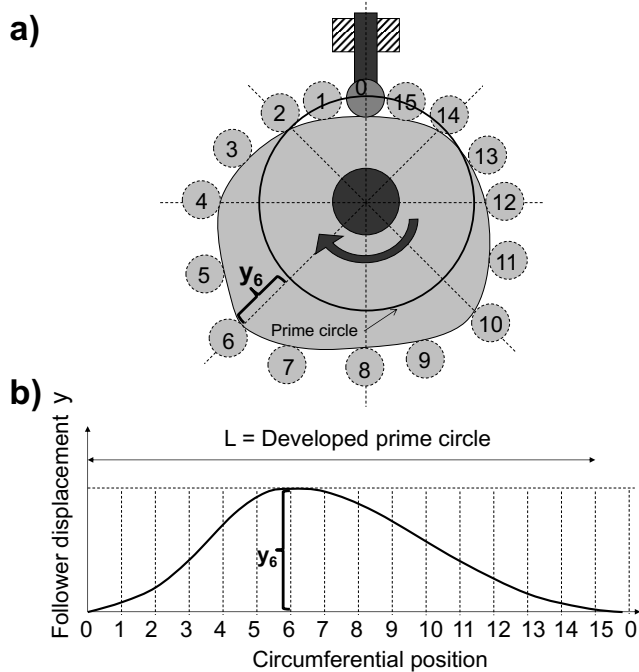 a)
0
1
15
2
14
3
13
4
12
5
11
y6
6
10
Prime circle
7
9
8
b)
L = Developed prime circle
Follower displacement y
y6
0 1 2 3 4 5 6 7 8 9 10 11 12 13 14 15 0
Circumferential position